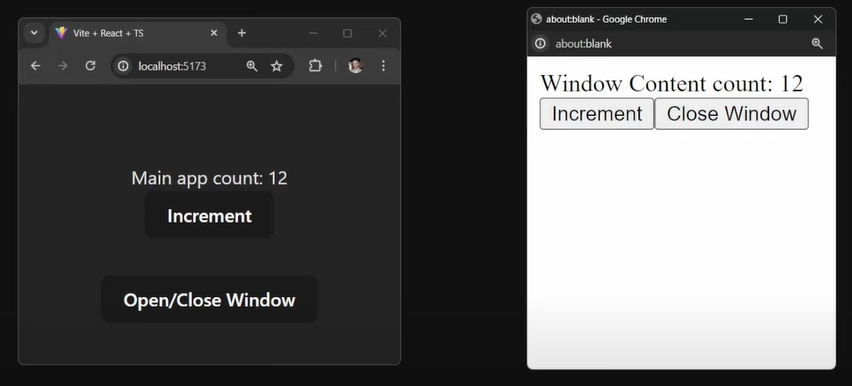 Vite + React + TS
localhost:5173
Main app count: 12
Increment
Open/Close Window
about:blank - Google Chrome
about:blank
Window Content count: 12
Increment Close Window